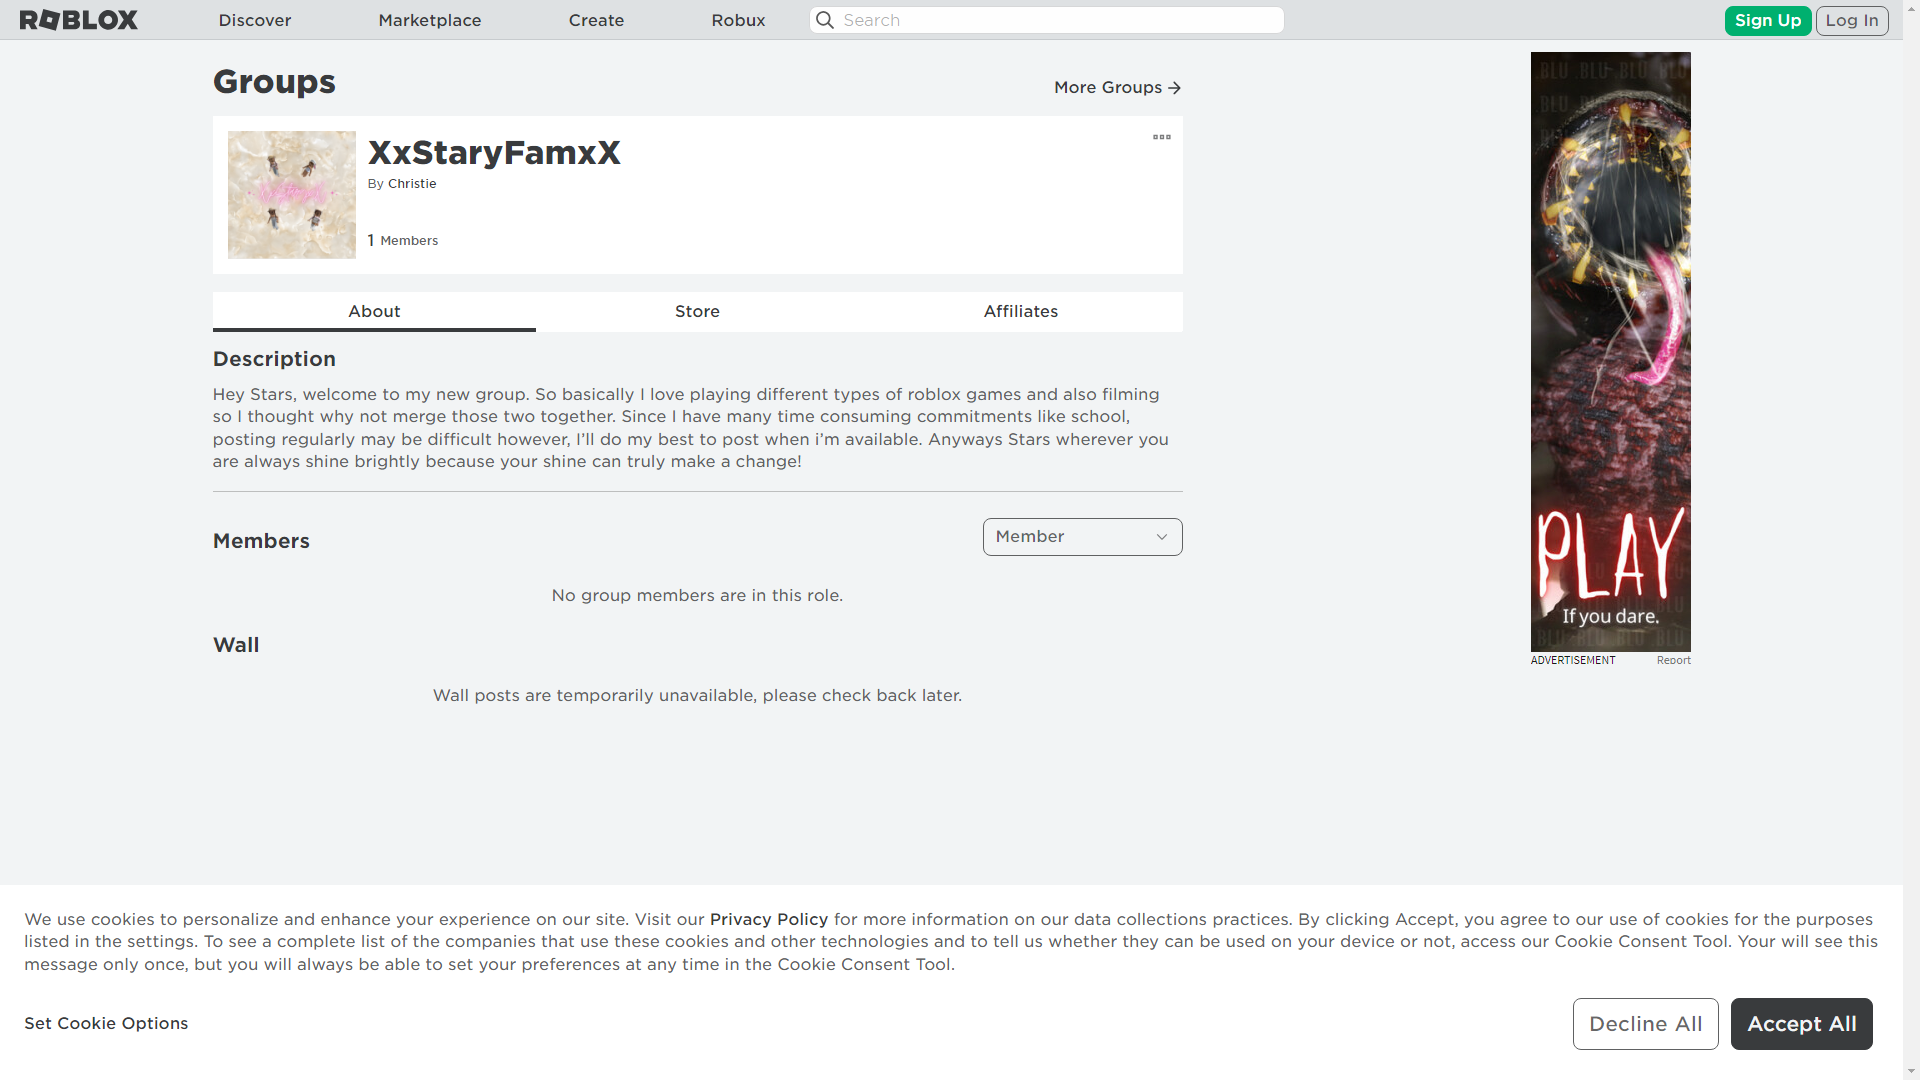 ROBLOX
Discover
Marketplace
Create
Robux
Search
Sign Up
Log In
Groups
More Groups
XxStaryFamxX
By Christie
1 Members
About
Store
Affiliates
Description
Hey Stars, welcome to my new group. So basically I love playing different types of roblox games and also filming
so I thought why not merge those two together. Since I have many time consuming commitments like school,
posting regularly may be difficult however, I’ll do my best to post when i’m available. Anyways Stars wherever you
are always shine brightly because your shine can truly make a change!
Members
Member
No group members are in this role.
Wall
Wall posts are temporarily unavailable, please check back later.
PLAY
If you dare.
ADVERTISEMENT
Report
We use cookies to personalize and enhance your experience on our site. Visit our Privacy Policy for more information on our data collections practices. By clicking Accept, you agree to our use of cookies for the purposes
listed in the settings. To see a complete list of the companies that use these cookies and other technologies and to tell us whether they can be used on your device or not, access our Cookie Consent Tool. Your will see this
message only once, but you will always be able to set your preferences at any time in the Cookie Consent Tool.
Set Cookie Options
Decline All
Accept All